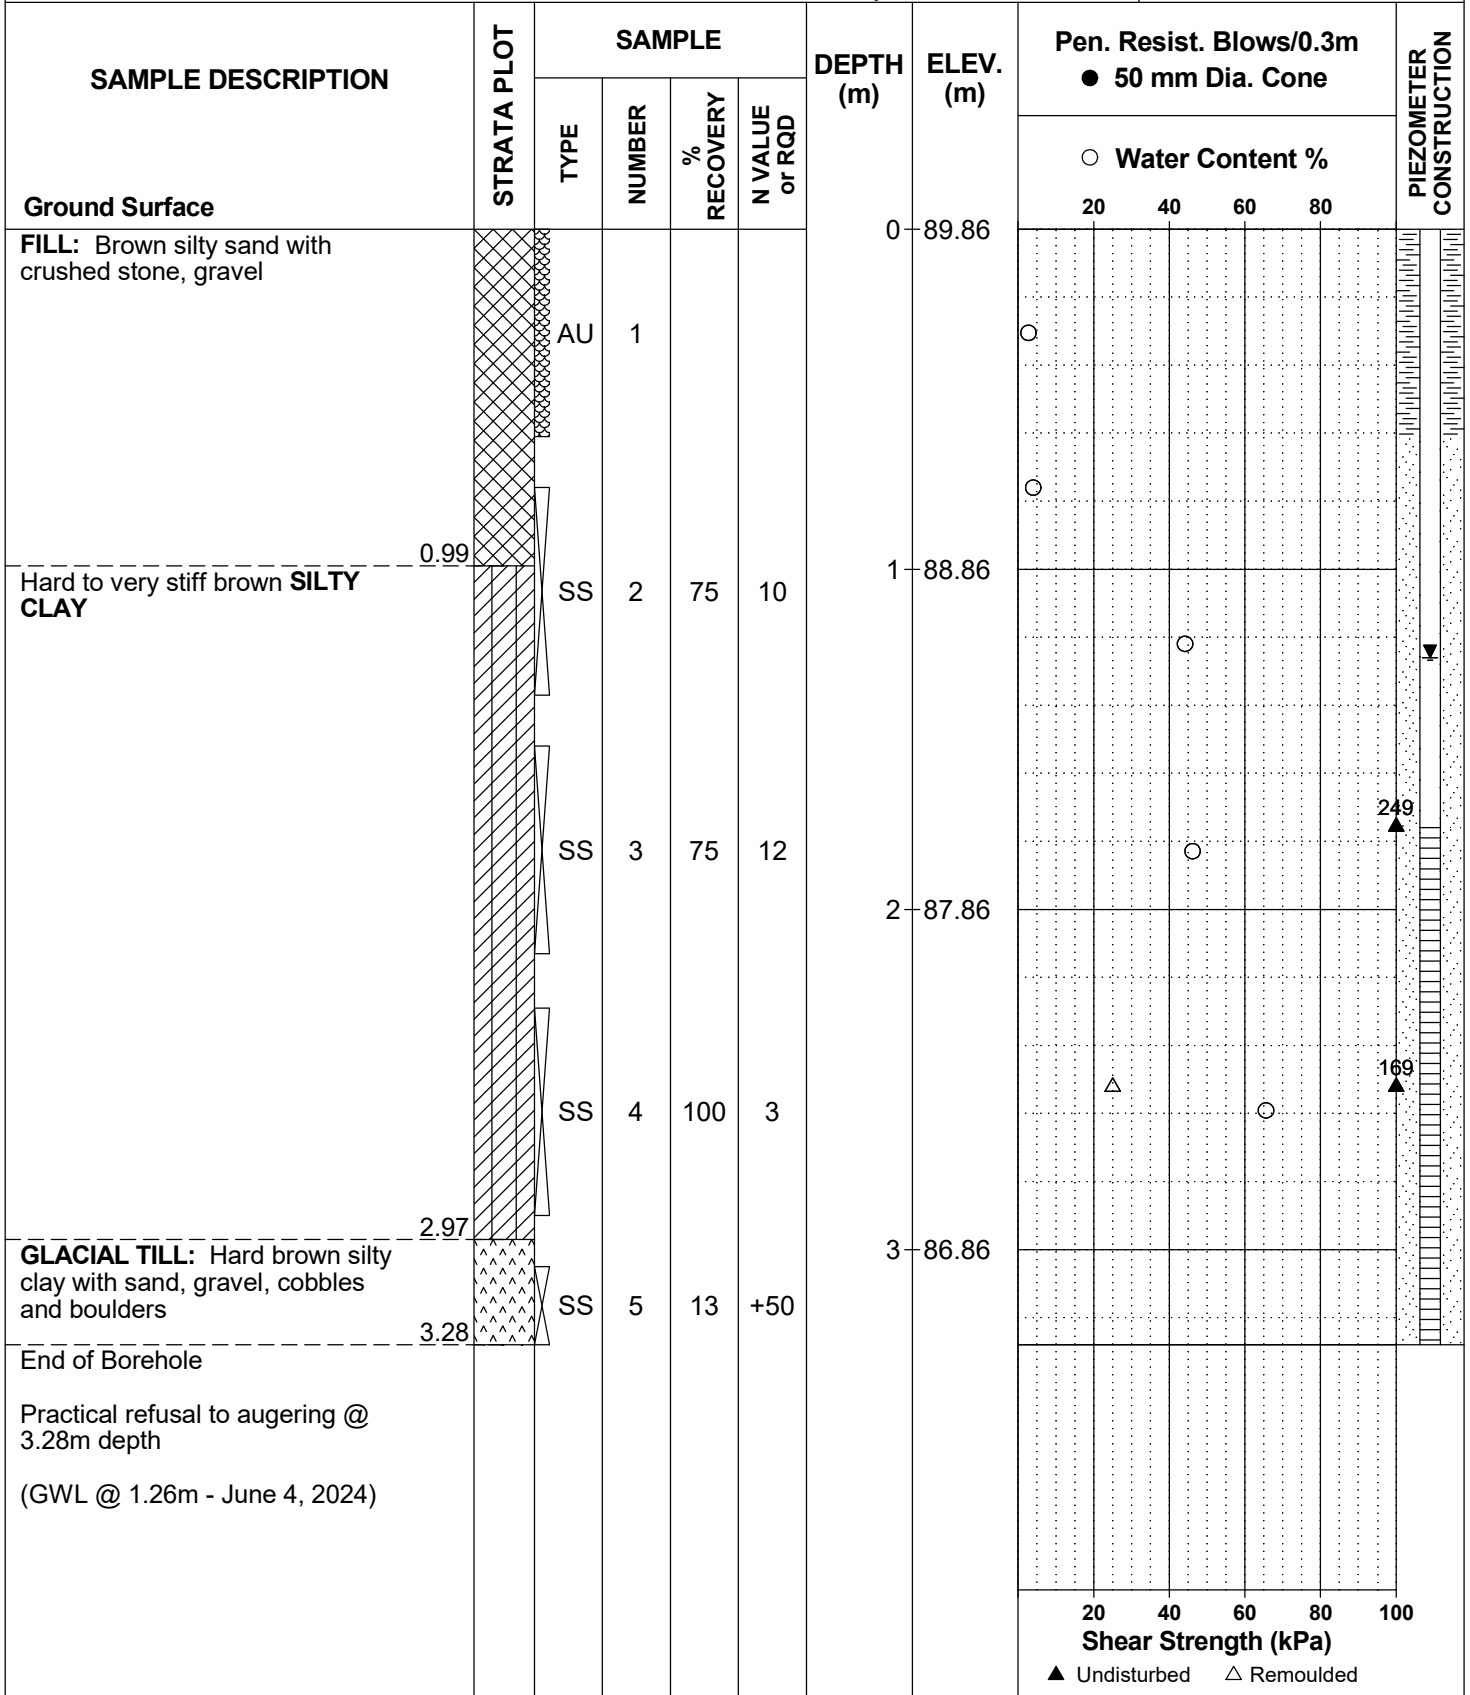 SAMPLE DESCRIPTION
STRATA PLOT
SAMPLE
TYPE
NUMBER
%
RECOVERY
N VALUE
or RQD
DEPTH
(m)
ELEV.
(m)
Pen. Resist. Blows/0.3m
● 50 mm Dia. Cone
○ Water Content %
20 40 60 80
PIEZOMETER
CONSTRUCTION
Ground Surface
0 89.86
FILL: Brown silty sand with
crushed stone, gravel
AU 1
0.99
1 88.86
Hard to very stiff brown SILTY
CLAY
SS 2 75 10
249
SS 3 75 12
2 87.86
169
SS 4 100 3
2.97
3 86.86
GLACIAL TILL: Hard brown silty
clay with sand, gravel, cobbles
and boulders
SS 5 13 +50
3.28
End of Borehole
Practical refusal to augering @
3.28m depth
(GWL @ 1.26m - June 4, 2024)
20 40 60 80 100
Shear Strength (kPa)
▲ Undisturbed △ Remoulded